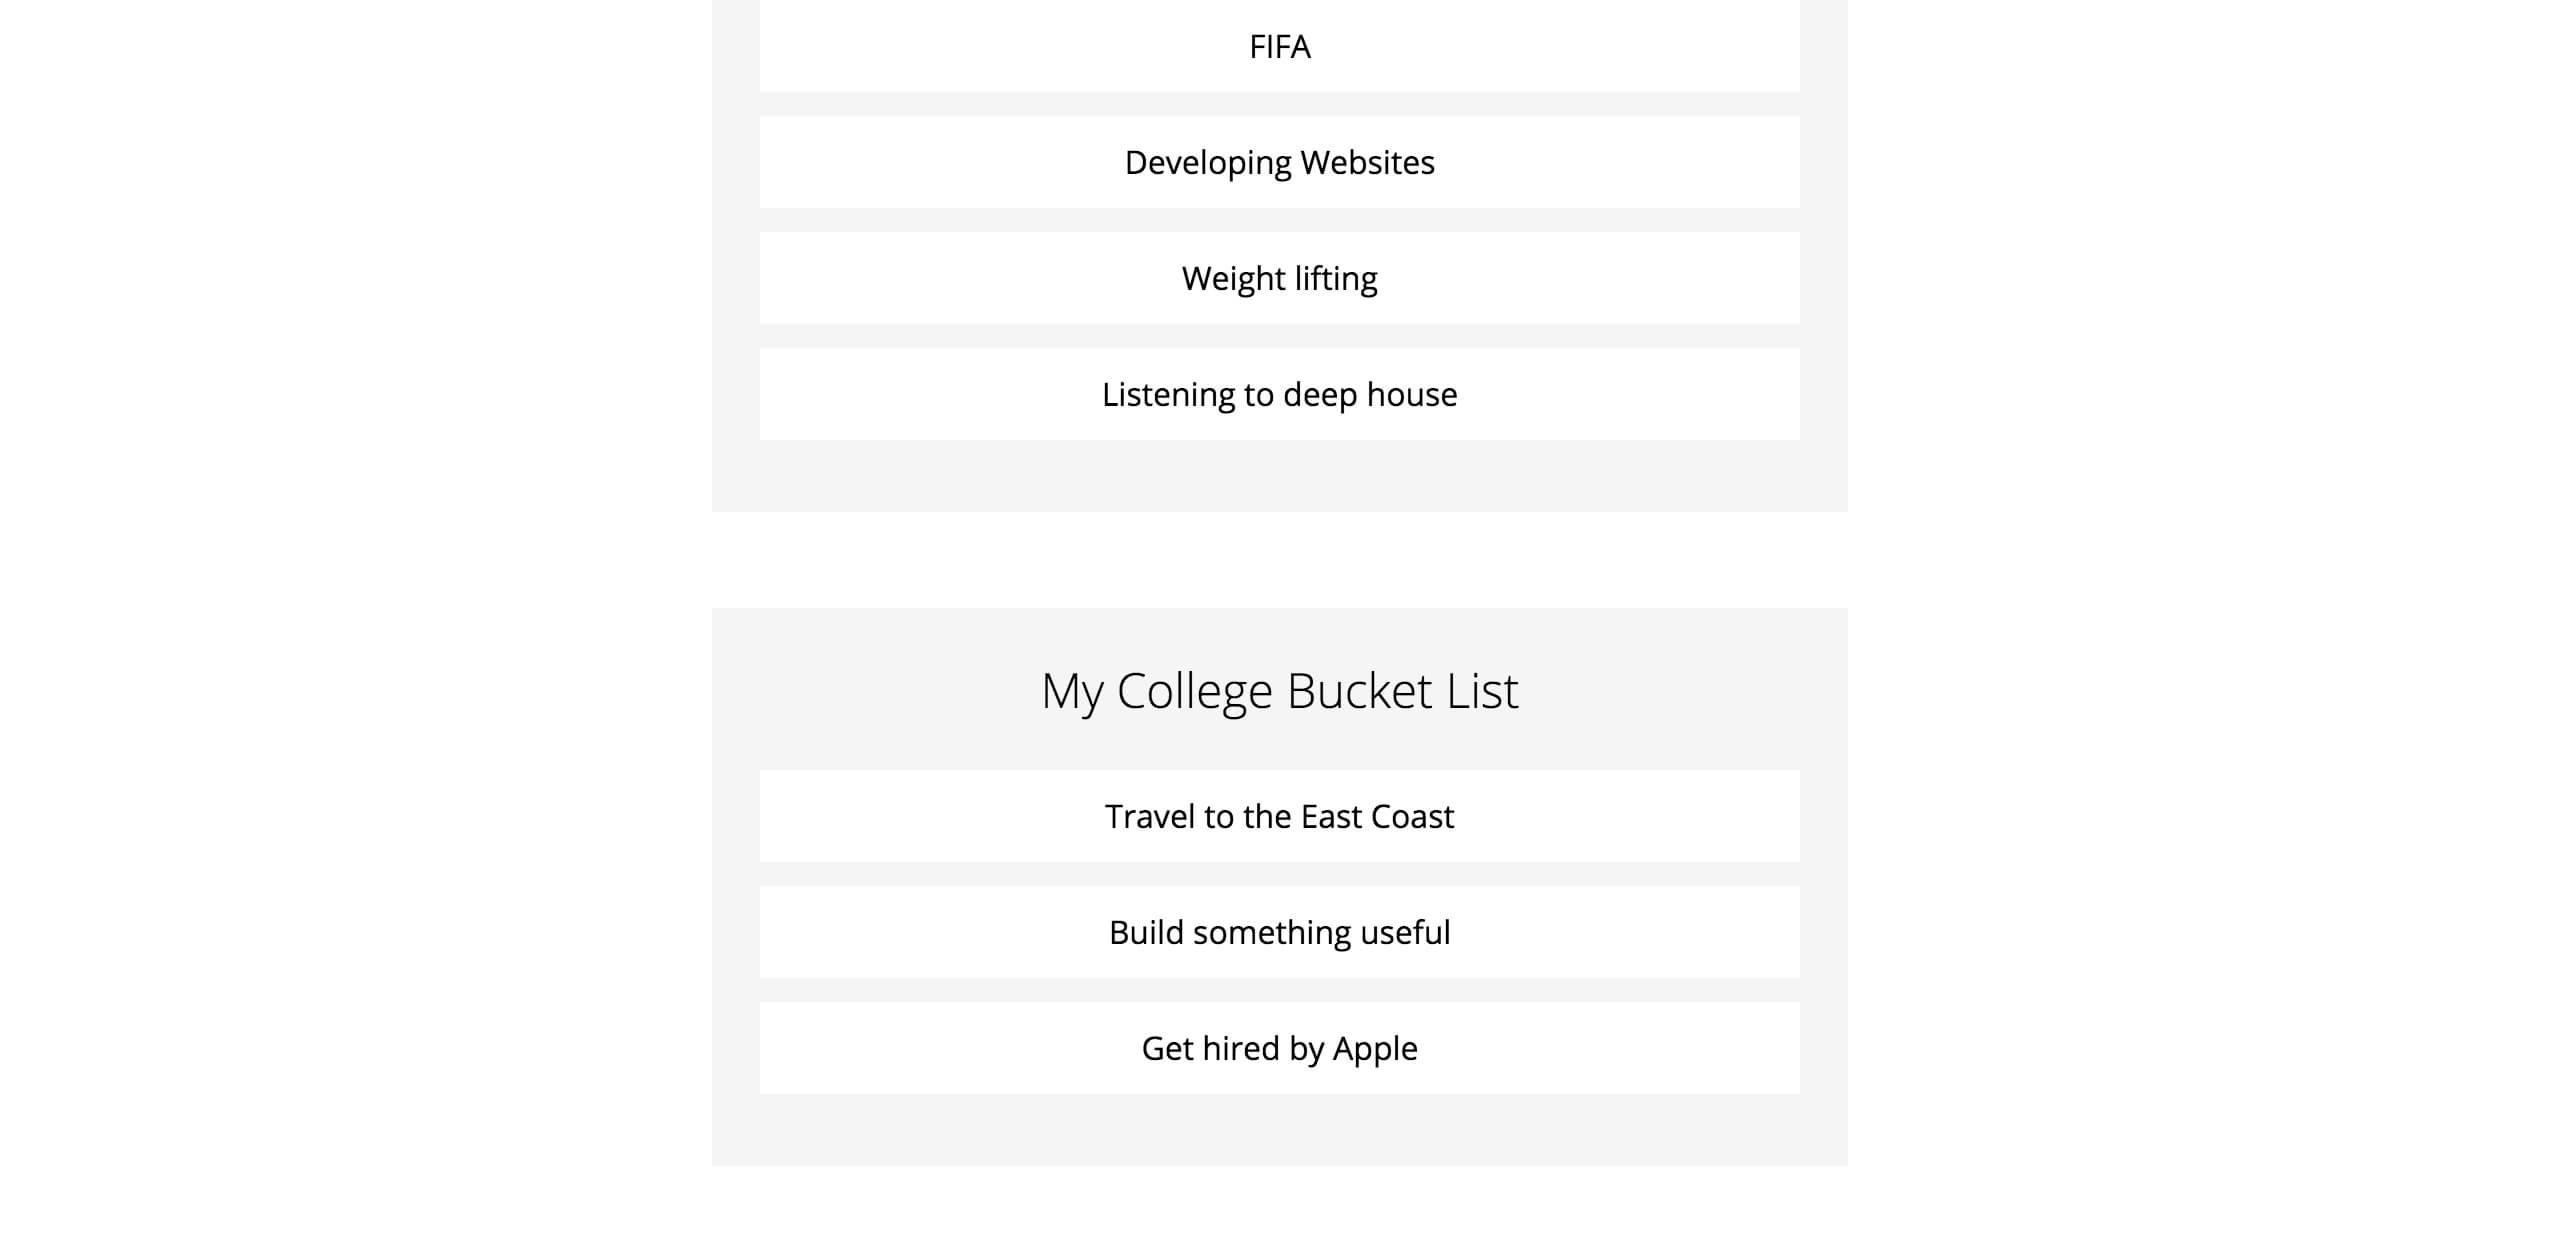 FIFA
Developing Websites
Weight lifting
Listening to deep house
My College Bucket List
Travel to the East Coast
Build something useful
Get hired by Apple